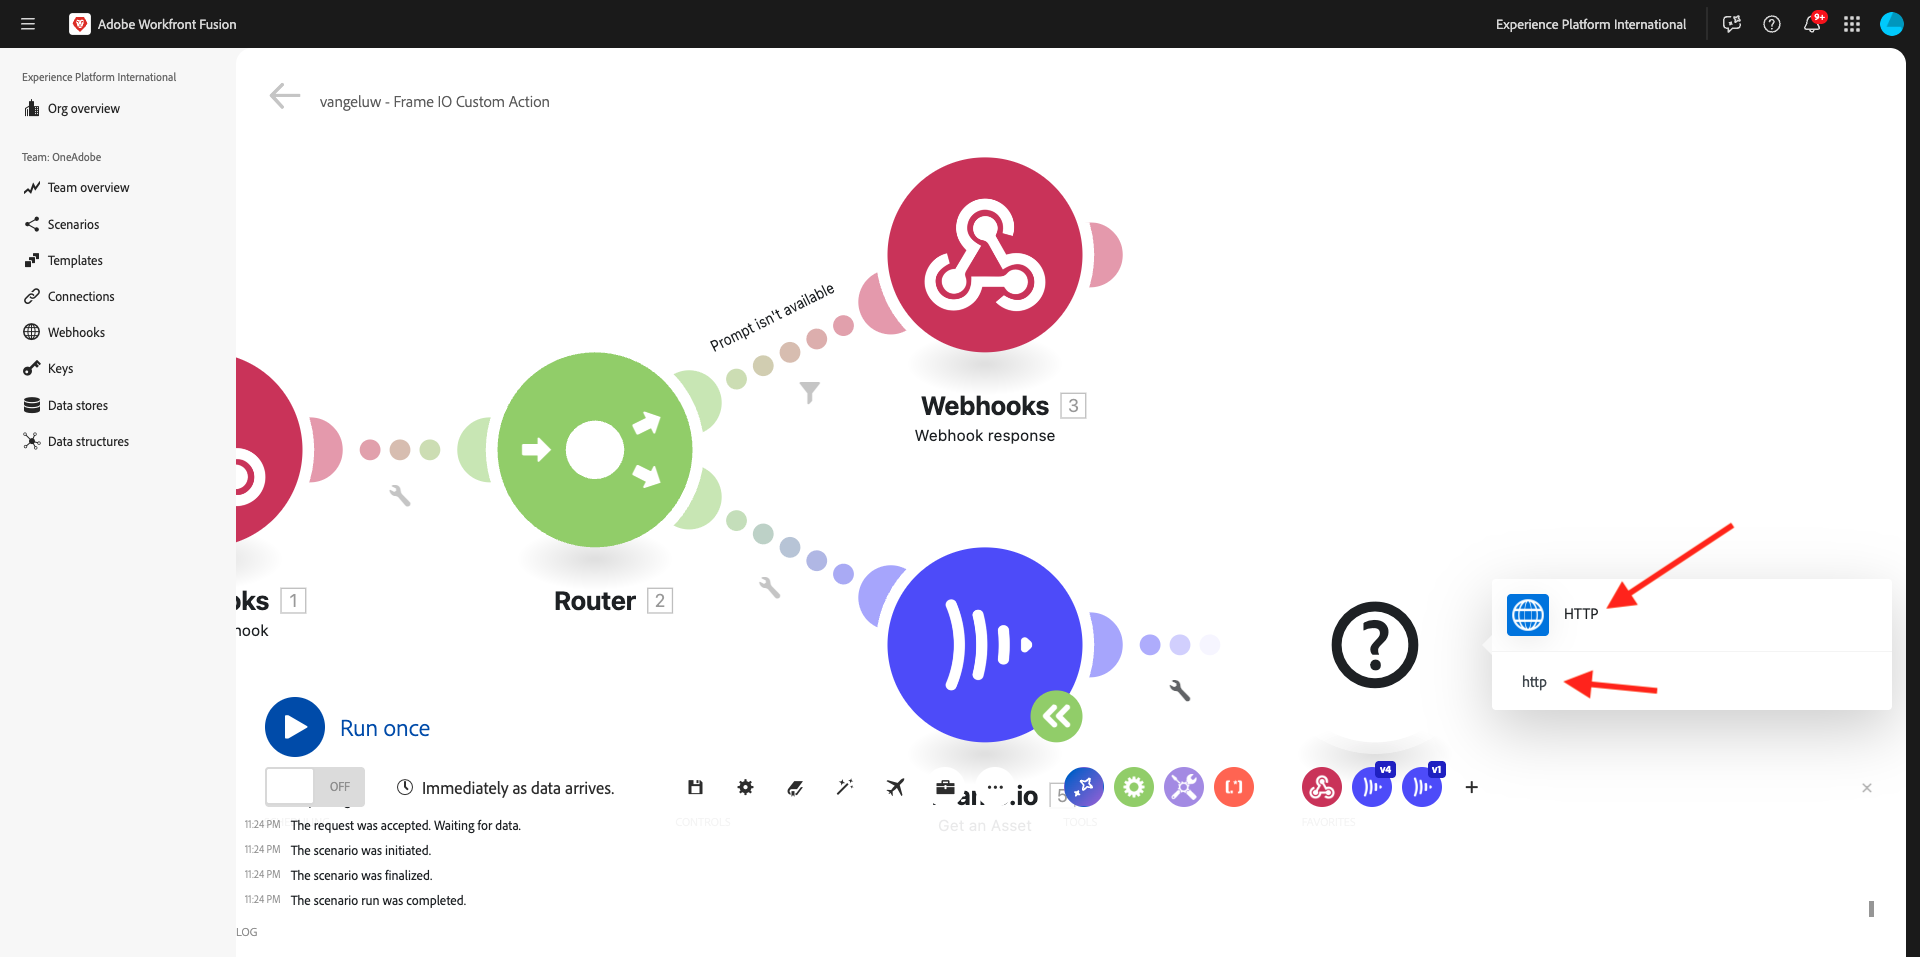 Adobe Workfront Fusion
Experience Platform International
9+
Experience Platform International
Org overview
Team: OneAdobe
Team overview
Scenarios
Templates
Connections
Webhooks
Keys
Data stores
Data structures
vangeluw - Frame IO Custom Action
Prompt isn't available
Webhooks 3
Webhook response
Router 2
1
HTTP
http
Run once
OFF
Immediately as data arrives.
5
v4
v1
Get an Asset
CONTROLS
TOOLS
FAVORITES
11:24 PM The request was accepted. Waiting for data.
11:24 PM The scenario was initiated.
11:24 PM The scenario was finalized.
11:24 PM The scenario run was completed.
LOG